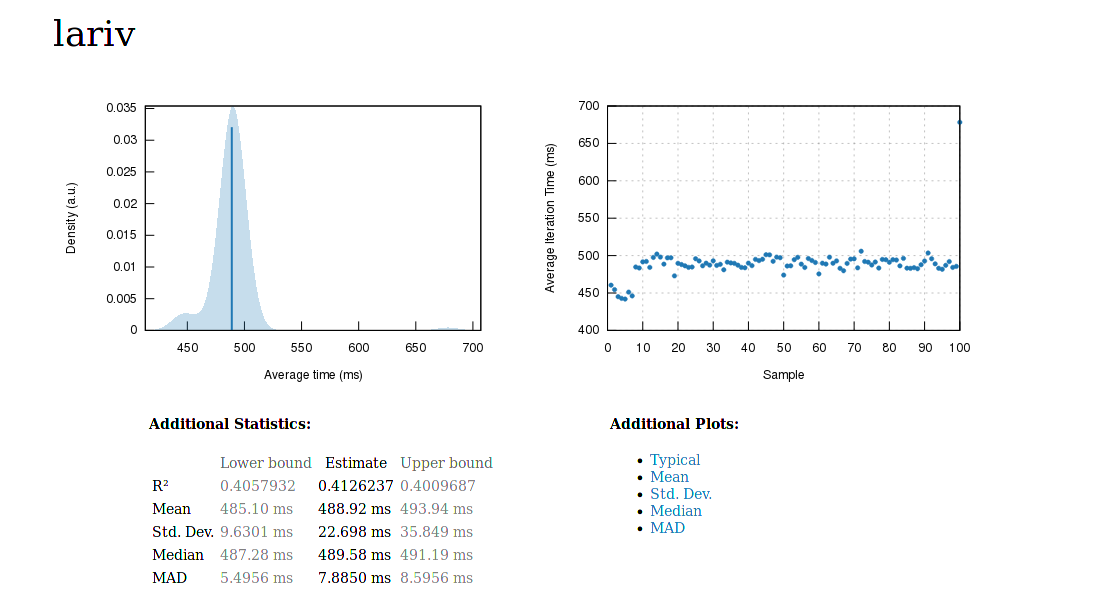 lariv
0.035
0.03
0.025
0.02
0.015
0.01
0.005
0
Density (a.u.)
450 500 550 600 650 700
Average time (ms)
700
650
600
550
500
450
400
Average Iteration Time (ms)
0 10 20 30 40 50 60 70 80 90 100
Sample
Additional Statistics:
Lower bound Estimate Upper bound
R² 0.4057932 0.4126237 0.4009687
Mean 485.10 ms 488.92 ms 493.94 ms
Std. Dev. 9.6301 ms 22.698 ms 35.849 ms
Median 487.28 ms 489.58 ms 491.19 ms
MAD 5.4956 ms 7.8850 ms 8.5956 ms
Additional Plots:
Typical
Mean
Std. Dev.
Median
MAD